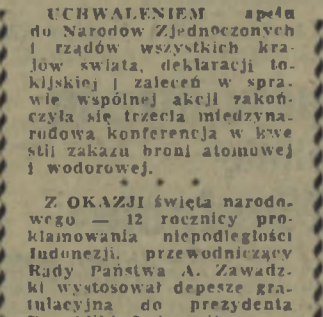 UCHWALENIEM apelu
do Narodów Zjednoczonych
i rządów wszystkich kra-
jów świata, deklaracji to-
kijskiej i zaleceń w spra-
wie wspólnej akcji zakoń-
czyła się trzecia międzyna-
rodowa konferencja w kwe
stii zakazu broni atomowej
i wodorowej.
* * *
Z OKAZJI święta narodo-
wego — 12 rocznicy pro-
klamowania niepodległości
Indonezji, przewodniczący
Rady Państwa A. Zawadz-
ki wystosował depeszę gra-
tulacyjną do prezydenta